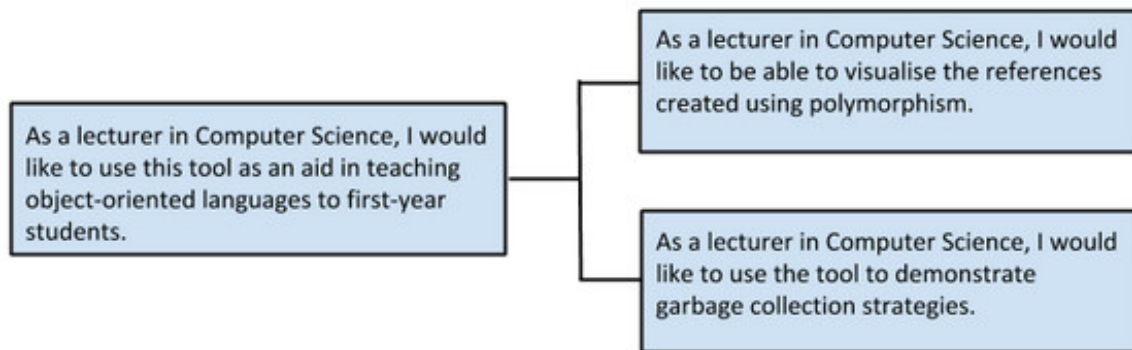 As a lecturer in Computer Science, I would
like to use this tool as an aid in teaching
object-oriented languages to first-year
students.
As a lecturer in Computer Science, I would
like to be able to visualise the references
created using polymorphism.
As a lecturer in Computer Science, I would
like to use the tool to demonstrate
garbage collection strategies.